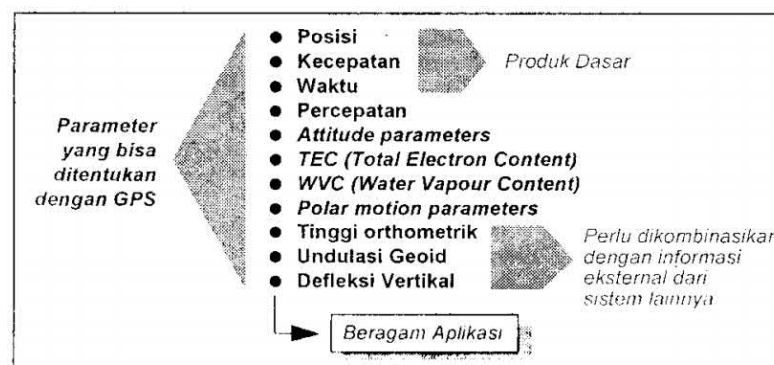 Parameter
yang bisa
ditentukan
dengan GPS
● Posisi
● Kecepatan
● Waktu
● Percepatan
● Attitude parameters
● TEC (Total Electron Content)
● WVC (Water Vapour Content)
● Polar motion parameters
● Tinggi orthometrik
● Undulasi Geoid
● Defleksi Vertikal
Produk Dasar
Perlu dikombinasikan
dengan informasi
eksternal dari
sistem lainnya
Beragam Aplikasi